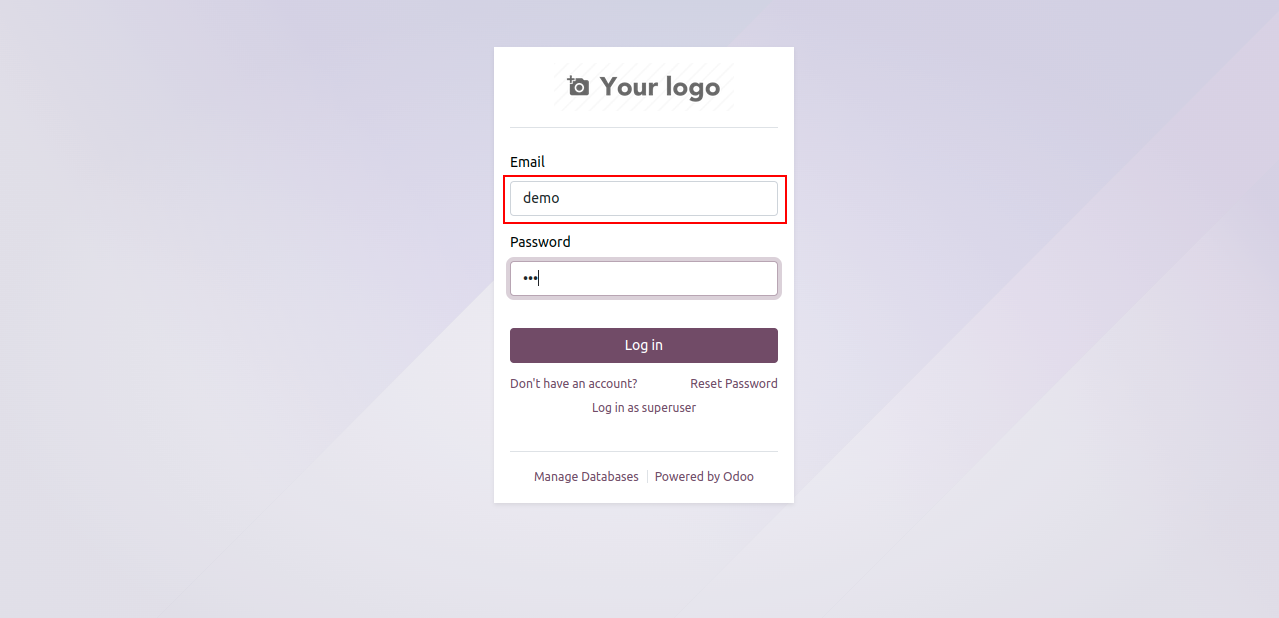 Your logo
Email
demo
Password
•••
Log in
Don't have an account? Reset Password
Log in as superuser
Manage Databases Powered by Odoo